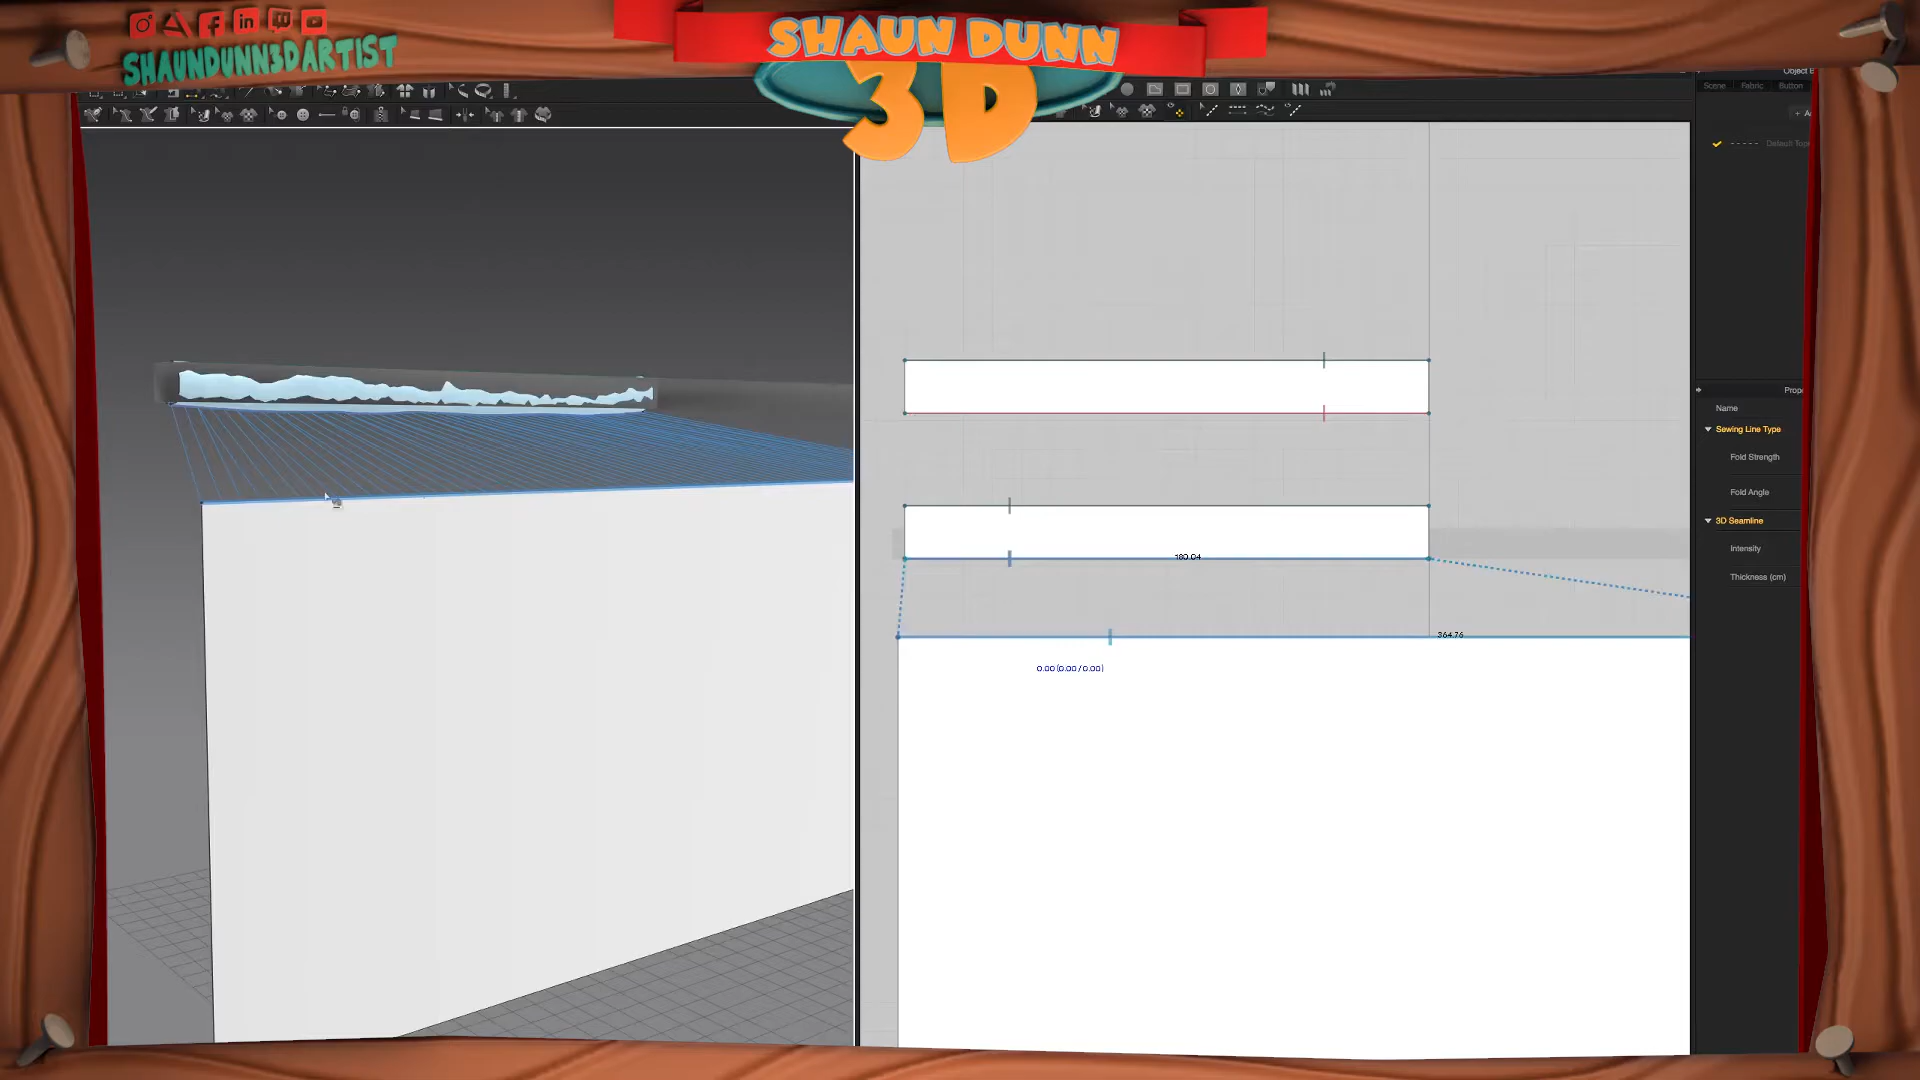 SHAUNDUNN3DARTIST
SHAUN DUNN
3D
Object B
Scene Fabric Button
+ A
Default Top
Prop
Name
Sewing Line Type
Fold Strength
Fold Angle
3D Seamline
Intensity
Thickness (cm)
180.04
364.76
0.00 (0.00 / 0.00)